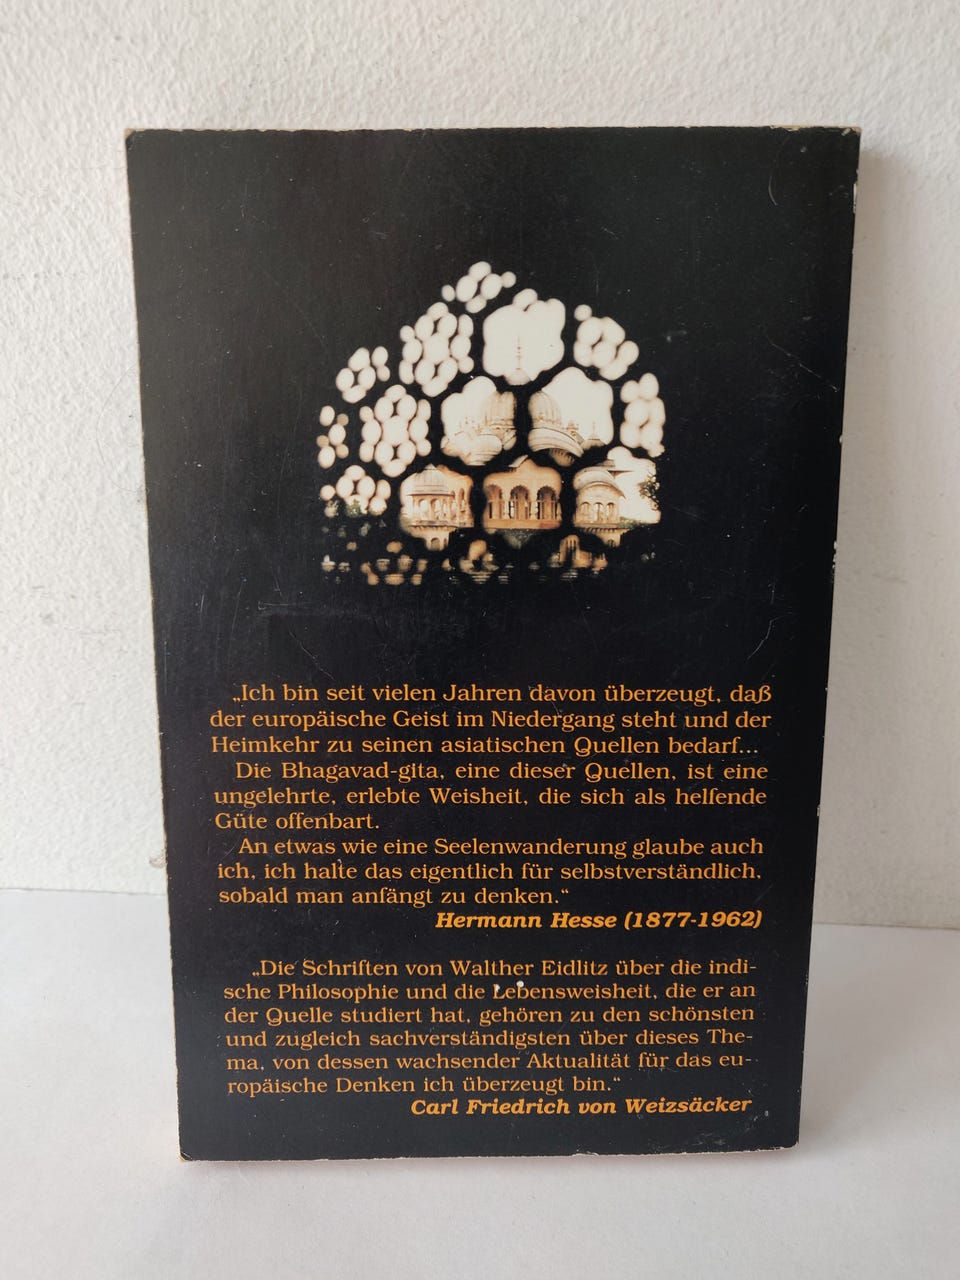 „Ich bin seit vielen Jahren davon überzeugt, daß
der europäische Geist im Niedergang steht und der
Heimkehr zu seinen asiatischen Quellen bedarf...
Die Bhagavad-gita, eine dieser Quellen, ist eine
ungelehrte, erlebte Weisheit, die sich als helfende
Güte offenbart.
An etwas wie eine Seelenwanderung glaube auch
ich, ich halte das eigentlich für selbstverständlich,
sobald man anfängt zu denken.“
Hermann Hesse (1877-1962)
„Die Schriften von Walther Eidlitz über die indi-
sche Philosophie und die Lebensweisheit, die er an
der Quelle studiert hat, gehören zu den schönsten
und zugleich sachverständigsten über dieses The-
ma, von dessen wachsender Aktualität für das eu-
ropäische Denken ich überzeugt bin.“
Carl Friedrich von Weizsäcker